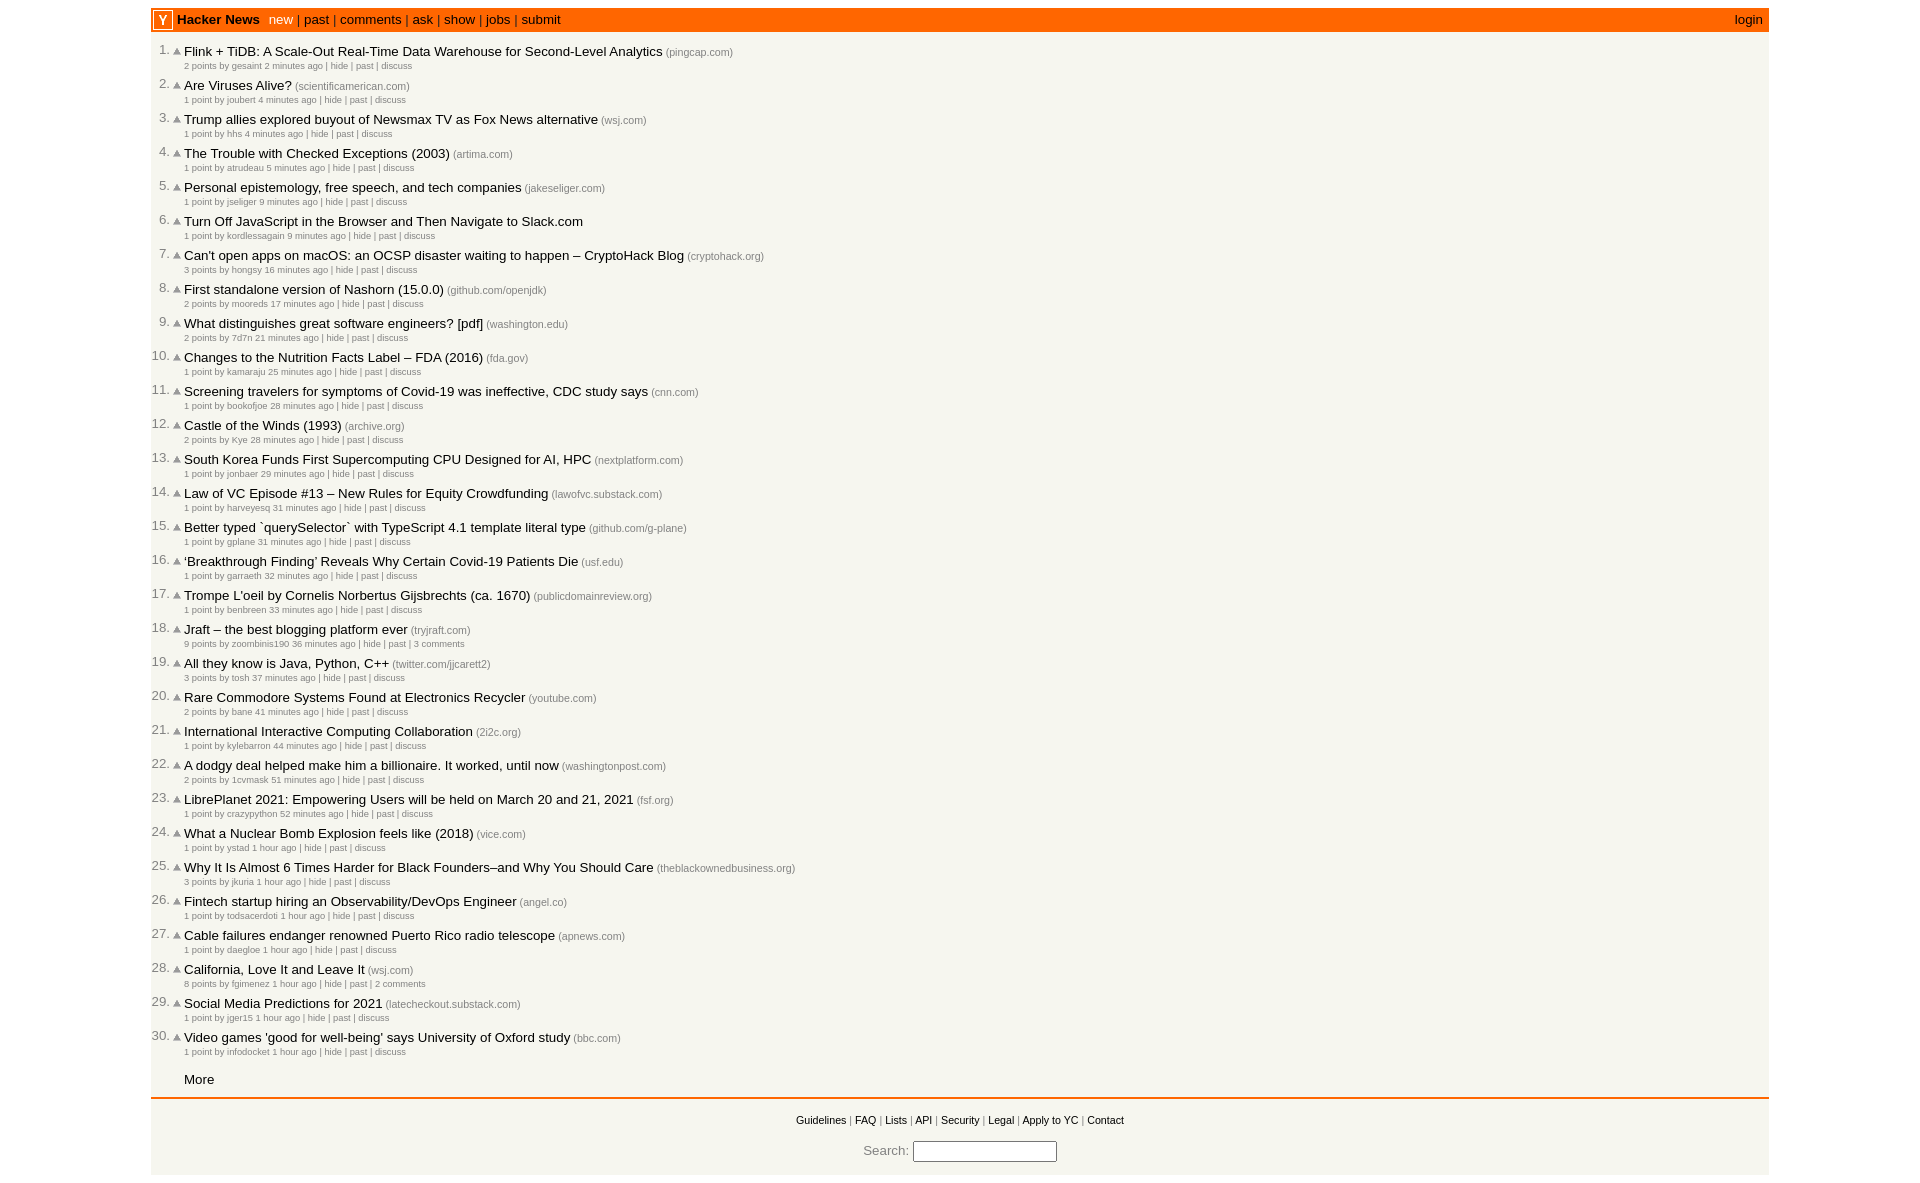 Y Hacker News new | past | comments | ask | show | jobs | submit login
1. Flink + TiDB: A Scale-Out Real-Time Data Warehouse for Second-Level Analytics (pingcap.com)
2 points by gesaint 2 minutes ago | hide | past | discuss
2. Are Viruses Alive? (scientificamerican.com)
1 point by joubert 4 minutes ago | hide | past | discuss
3. Trump allies explored buyout of Newsmax TV as Fox News alternative (wsj.com)
1 point by hhs 4 minutes ago | hide | past | discuss
4. The Trouble with Checked Exceptions (2003) (artima.com)
1 point by atrudeau 5 minutes ago | hide | past | discuss
5. Personal epistemology, free speech, and tech companies (jakeseliger.com)
1 point by jseliger 9 minutes ago | hide | past | discuss
6. Turn Off JavaScript in the Browser and Then Navigate to Slack.com
1 point by kordlessagain 9 minutes ago | hide | past | discuss
7. Can't open apps on macOS: an OCSP disaster waiting to happen – CryptoHack Blog (cryptohack.org)
3 points by hongsy 16 minutes ago | hide | past | discuss
8. First standalone version of Nashorn (15.0.0) (github.com/openjdk)
2 points by mooreds 17 minutes ago | hide | past | discuss
9. What distinguishes great software engineers? [pdf] (washington.edu)
2 points by 7d7n 21 minutes ago | hide | past | discuss
10. Changes to the Nutrition Facts Label – FDA (2016) (fda.gov)
1 point by kamaraju 25 minutes ago | hide | past | discuss
11. Screening travelers for symptoms of Covid-19 was ineffective, CDC study says (cnn.com)
1 point by bookofjoe 28 minutes ago | hide | past | discuss
12. Castle of the Winds (1993) (archive.org)
2 points by Kye 28 minutes ago | hide | past | discuss
13. South Korea Funds First Supercomputing CPU Designed for AI, HPC (nextplatform.com)
1 point by jonbaer 29 minutes ago | hide | past | discuss
14. Law of VC Episode #13 – New Rules for Equity Crowdfunding (lawofvc.substack.com)
1 point by harveyesq 31 minutes ago | hide | past | discuss
15. Better typed `querySelector` with TypeScript 4.1 template literal type (github.com/g-plane)
1 point by gplane 31 minutes ago | hide | past | discuss
16. ‘Breakthrough Finding’ Reveals Why Certain Covid-19 Patients Die (usf.edu)
1 point by garraeth 32 minutes ago | hide | past | discuss
17. Trompe L'oeil by Cornelis Norbertus Gijsbrechts (ca. 1670) (publicdomainreview.org)
1 point by benbreen 33 minutes ago | hide | past | discuss
18. Jraft – the best blogging platform ever (tryjraft.com)
9 points by zoombinis190 36 minutes ago | hide | past | 3 comments
19. All they know is Java, Python, C++ (twitter.com/jjcarett2)
3 points by tosh 37 minutes ago | hide | past | discuss
20. Rare Commodore Systems Found at Electronics Recycler (youtube.com)
2 points by bane 41 minutes ago | hide | past | discuss
21. International Interactive Computing Collaboration (2i2c.org)
1 point by kylebarron 44 minutes ago | hide | past | discuss
22. A dodgy deal helped make him a billionaire. It worked, until now (washingtonpost.com)
2 points by 1cvmask 51 minutes ago | hide | past | discuss
23. LibrePlanet 2021: Empowering Users will be held on March 20 and 21, 2021 (fsf.org)
1 point by crazypython 52 minutes ago | hide | past | discuss
24. What a Nuclear Bomb Explosion feels like (2018) (vice.com)
1 point by ystad 1 hour ago | hide | past | discuss
25. Why It Is Almost 6 Times Harder for Black Founders–and Why You Should Care (theblackownedbusiness.org)
3 points by jkuria 1 hour ago | hide | past | discuss
26. Fintech startup hiring an Observability/DevOps Engineer (angel.co)
1 point by todsacerdoti 1 hour ago | hide | past | discuss
27. Cable failures endanger renowned Puerto Rico radio telescope (apnews.com)
1 point by daegloe 1 hour ago | hide | past | discuss
28. California, Love It and Leave It (wsj.com)
8 points by fgimenez 1 hour ago | hide | past | 2 comments
29. Social Media Predictions for 2021 (latecheckout.substack.com)
1 point by jger15 1 hour ago | hide | past | discuss
30. Video games 'good for well-being' says University of Oxford study (bbc.com)
1 point by infodocket 1 hour ago | hide | past | discuss
More
Guidelines | FAQ | Lists | API | Security | Legal | Apply to YC | Contact
Search: